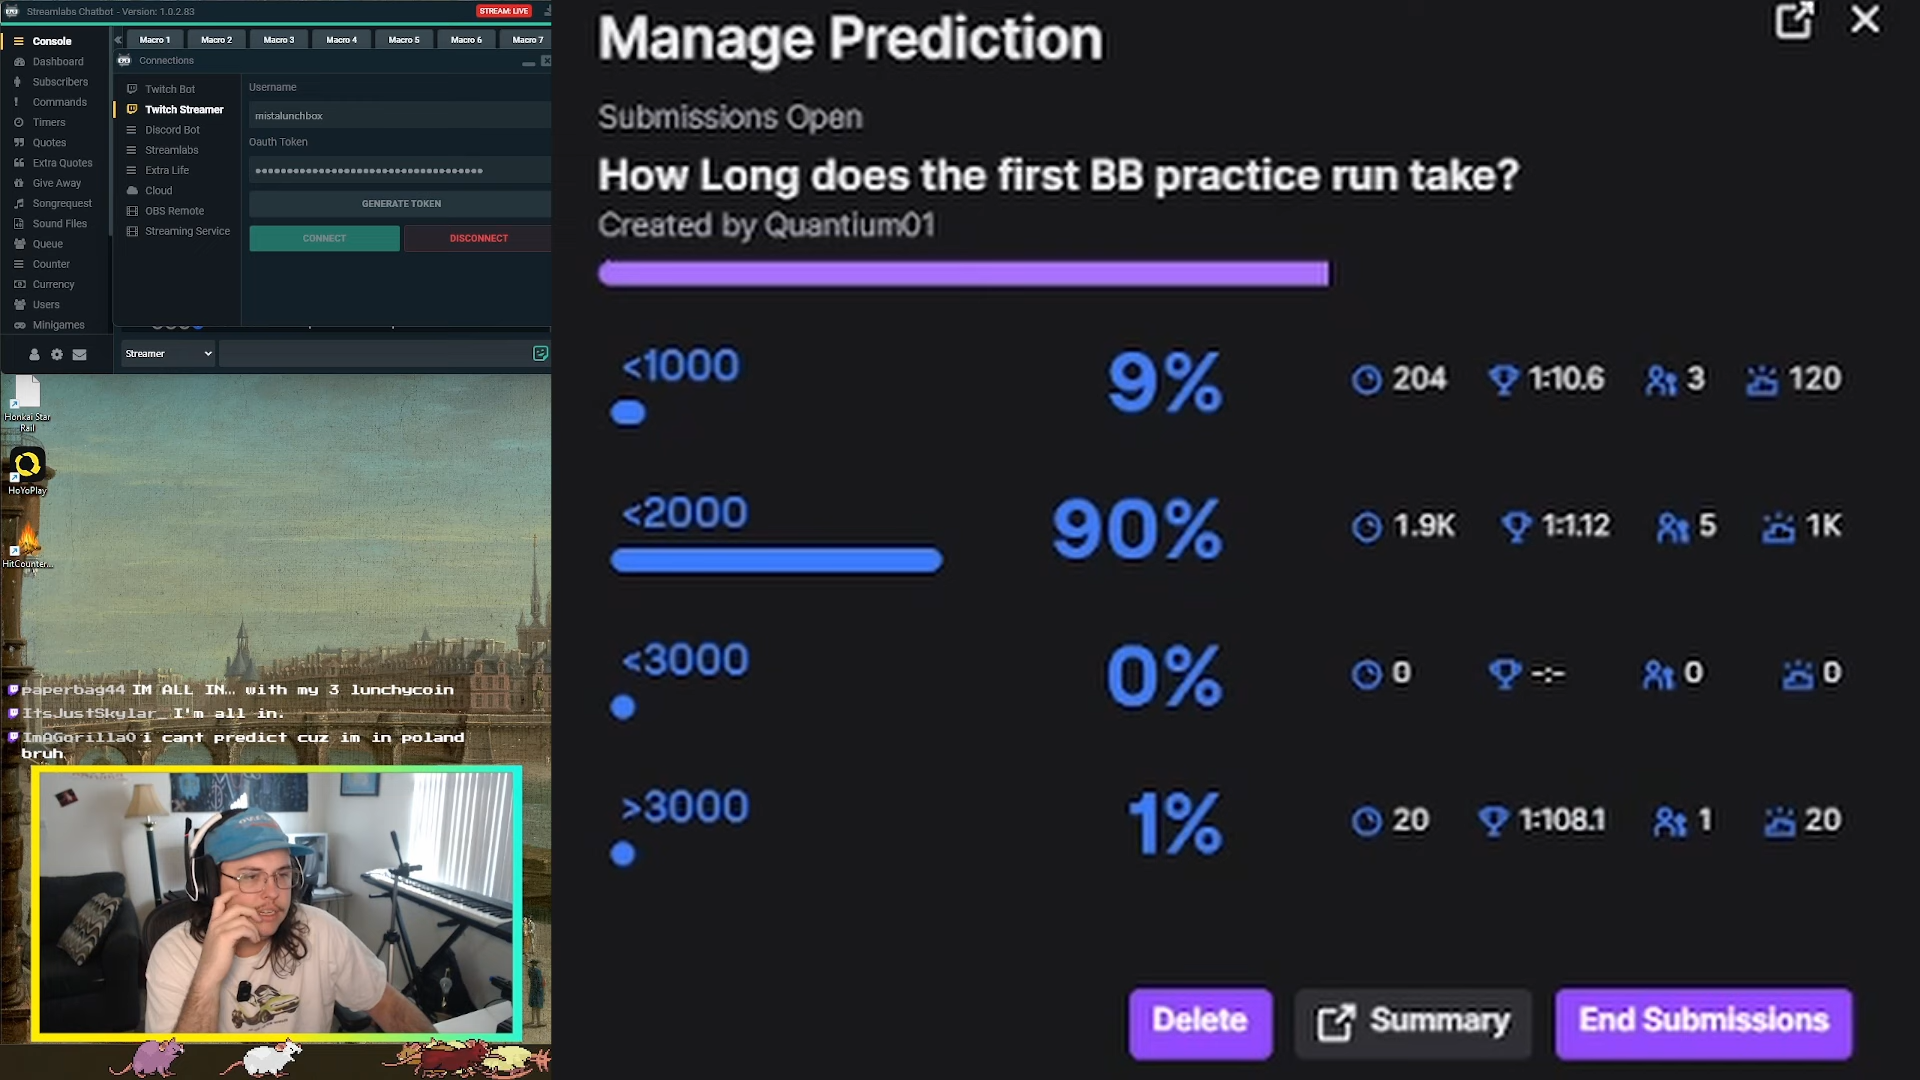 Streamlabs Chatbot - Version: 1.0.2.83
STREAM: LIVE
Console
Dashboard
Subscribers
Commands
Timers
Quotes
Extra Quotes
Give Away
Songrequest
Sound Files
Queue
Counter
Currency
Users
Minigames
Macro 1 Macro 2 Macro 3 Macro 4 Macro 5 Macro 6 Macro 7
Connections
Twitch Bot
Twitch Streamer
Discord Bot
Streamlabs
Extra Life
Cloud
OBS Remote
Streaming Service
Username
mistalunchbox
Oauth Token
GENERATE TOKEN
CONNECT DISCONNECT
Streamer
Honkai Star
Rail
HoYoPlay
HitCounter...
paperbag44 IM ALL IN... with my 3 lunchycoin
ItsJustSkylar_ I'm all in.
ImAGorilla0 i cant predict cuz im in poland
bruh
Manage Prediction
Submissions Open
How Long does the first BB practice run take?
Created by Quantium01
<1000 9% 204 1:10.6 3 120
<2000 90% 1.9K 1:1.12 5 1K
<3000 0% 0 -:- 0 0
>3000 1% 20 1:108.1 1 20
Delete Summary End Submissions